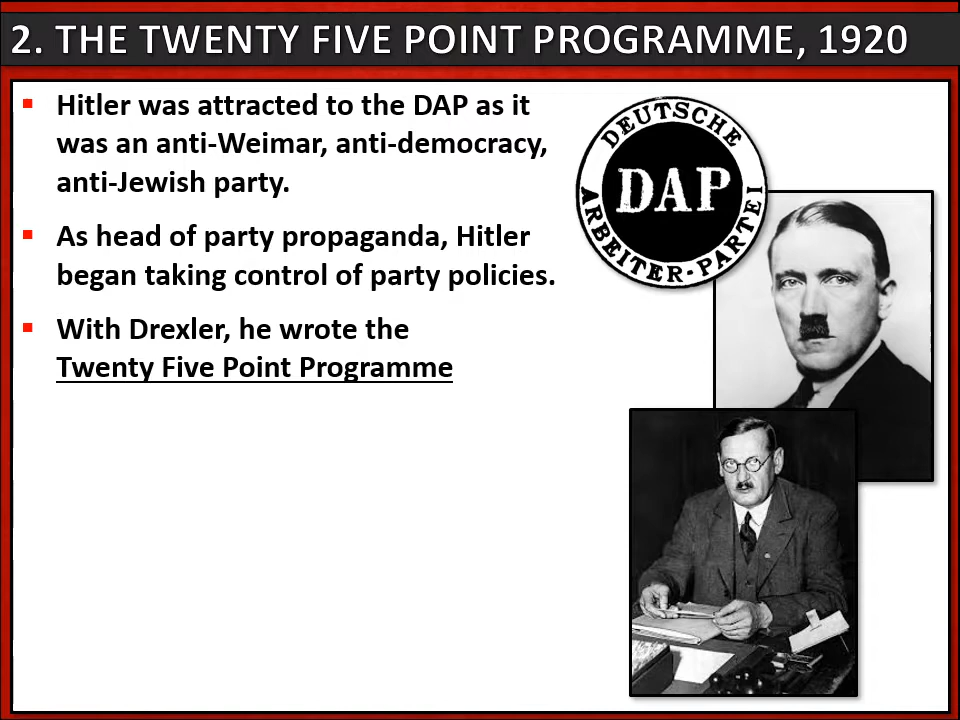 2. THE TWENTY FIVE POINT PROGRAMME, 1920
Hitler was attracted to the DAP as it
was an anti-Weimar, anti-democracy,
anti-Jewish party.
As head of party propaganda, Hitler
began taking control of party policies.
With Drexler, he wrote the
Twenty Five Point Programme
DEUTSCHE
DAP
ARBEITER-PARTEI